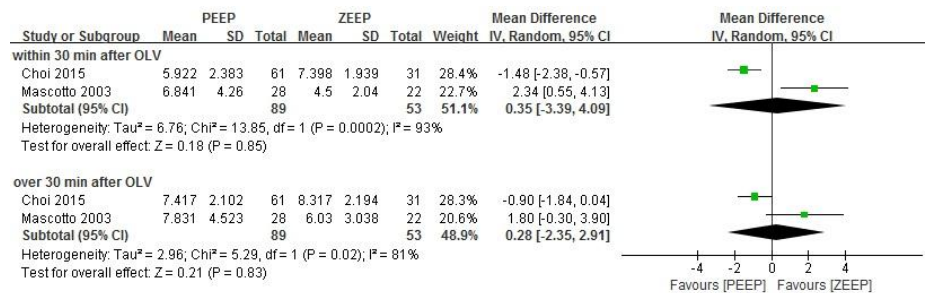 PEEP ZEEP Mean Difference Mean Difference
Study or Subgroup Mean SD Total Mean SD Total Weight IV, Random, 95% CI IV, Random, 95% CI
within 30 min after OLV
Choi 2015 5.922 2.383 61 7.398 1.939 31 28.4% -1.48 [-2.38, -0.57]
Mascotto 2003 6.841 4.26 28 4.5 2.04 22 22.7% 2.34 [0.55, 4.13]
Subtotal (95% CI) 89 53 51.1% 0.35 [-3.39, 4.09]
Heterogeneity: Tau² = 6.76; Chi² = 13.85, df = 1 (P = 0.0002); I² = 93%
Test for overall effect: Z = 0.18 (P = 0.85)
over 30 min after OLV
Choi 2015 7.417 2.102 61 8.317 2.194 31 28.3% -0.90 [-1.84, 0.04]
Mascotto 2003 7.831 4.523 28 6.03 3.038 22 20.6% 1.80 [-0.30, 3.90]
Subtotal (95% CI) 89 53 48.9% 0.28 [-2.35, 2.91]
Heterogeneity: Tau² = 2.96; Chi² = 5.29, df = 1 (P = 0.02); I² = 81%
Test for overall effect: Z = 0.21 (P = 0.83)
-4 -2 0 2 4
Favours [PEEP] Favours [ZEEP]